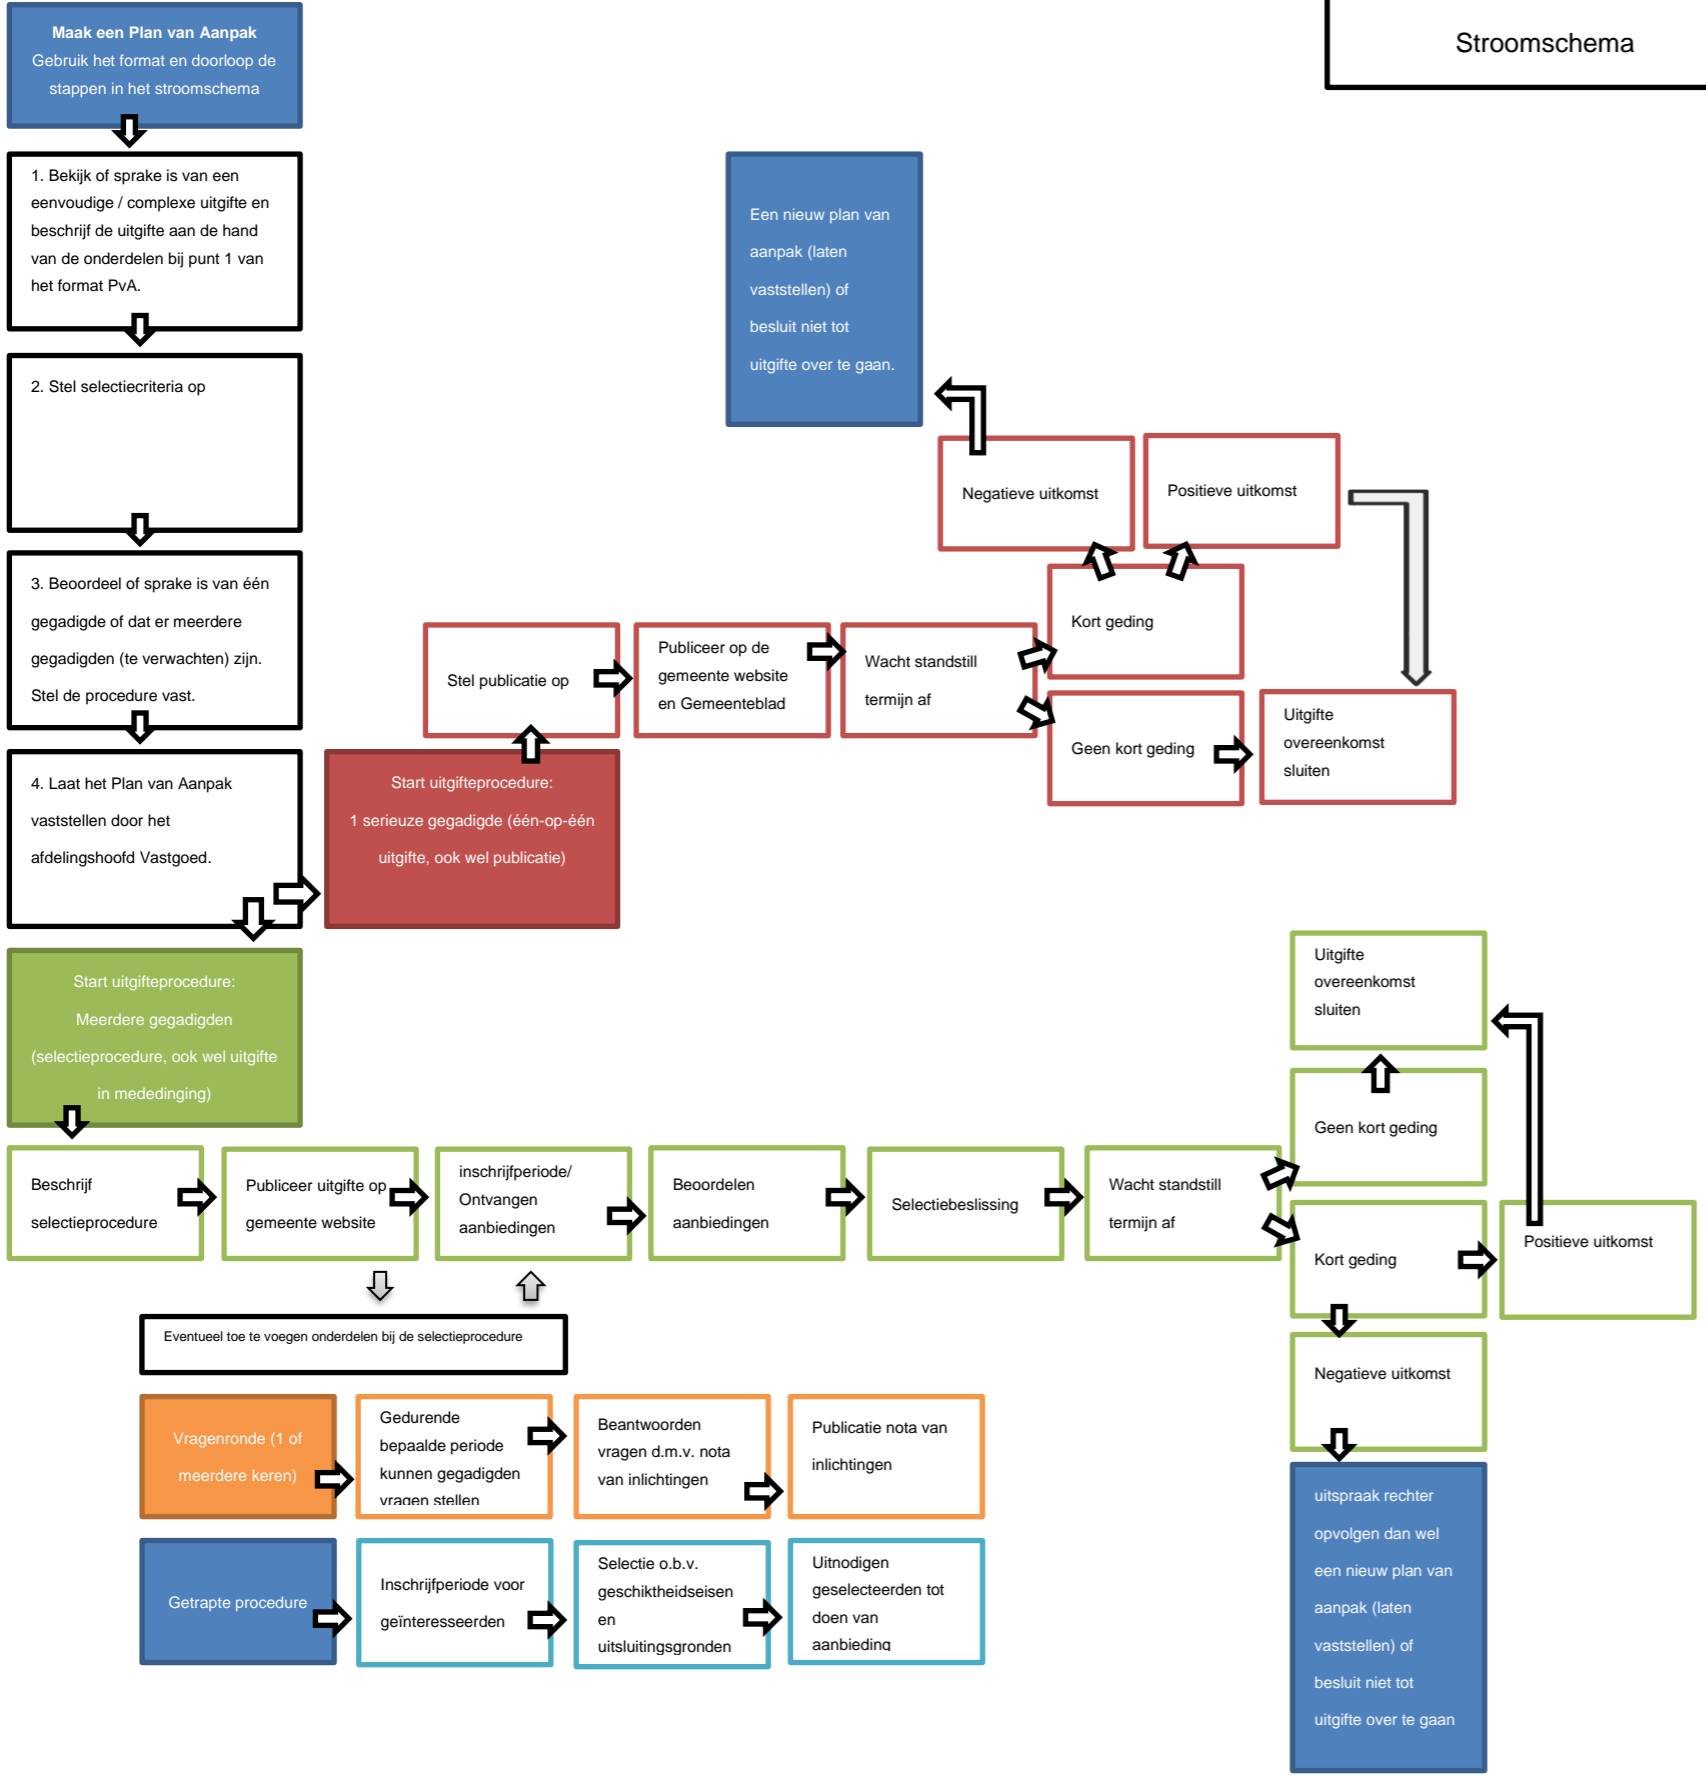 Stroomschema
Maak een Plan van Aanpak
Gebruik het format en doorloop de
stappen in het stroomschema
1. Bekijk of sprake is van een
eenvoudige / complexe uitgifte en
beschrijf de uitgifte aan de hand
van de onderdelen bij punt 1 van
het format PvA.
2. Stel selectiecriteria op
3. Beoordeel of sprake is van één
gegadigde of dat er meerdere
gegadigden (te verwachten) zijn.
Stel de procedure vast.
4. Laat het Plan van Aanpak
vaststellen door het
afdelingshoofd Vastgoed.
Start uitgifteprocedure:
1 serieuze gegadigde (één-op-één
uitgifte, ook wel publicatie)
Stel publicatie op
Publiceer op de
gemeente website
en Gemeenteblad
Wacht standstill
termijn af
Kort geding
Geen kort geding
Negatieve uitkomst
Positieve uitkomst
Een nieuw plan van
aanpak (laten
vaststellen) of
besluit niet tot
uitgifte over te gaan.
Uitgifte
overeenkomst
sluiten
Start uitgifteprocedure:
Meerdere gegadigden
(selectieprocedure, ook wel uitgifte
in mededinging)
Beschrijf
selectieprocedure
Publiceer uitgifte op
gemeente website
inschrijfperiode/
Ontvangen
aanbiedingen
Beoordelen
aanbiedingen
Selectiebeslissing
Wacht standstill
termijn af
Uitgifte
overeenkomst
sluiten
Geen kort geding
Kort geding
Positieve uitkomst
Negatieve uitkomst
uitspraak rechter
opvolgen dan wel
een nieuw plan van
aanpak (laten
vaststellen) of
besluit niet tot
uitgifte over te gaan
Eventueel toe te voegen onderdelen bij de selectieprocedure
Vragenronde (1 of
meerdere keren)
Gedurende
bepaalde periode
kunnen gegadigden
vragen stellen
Beantwoorden
vragen d.m.v. nota
van inlichtingen
Publicatie nota van
inlichtingen
Getrapte procedure
Inschrijfperiode voor
geïnteresseerden
Selectie o.b.v.
geschiktheidseisen
en
uitsluitingsgronden
Uitnodigen
geselecteerden tot
doen van
aanbieding